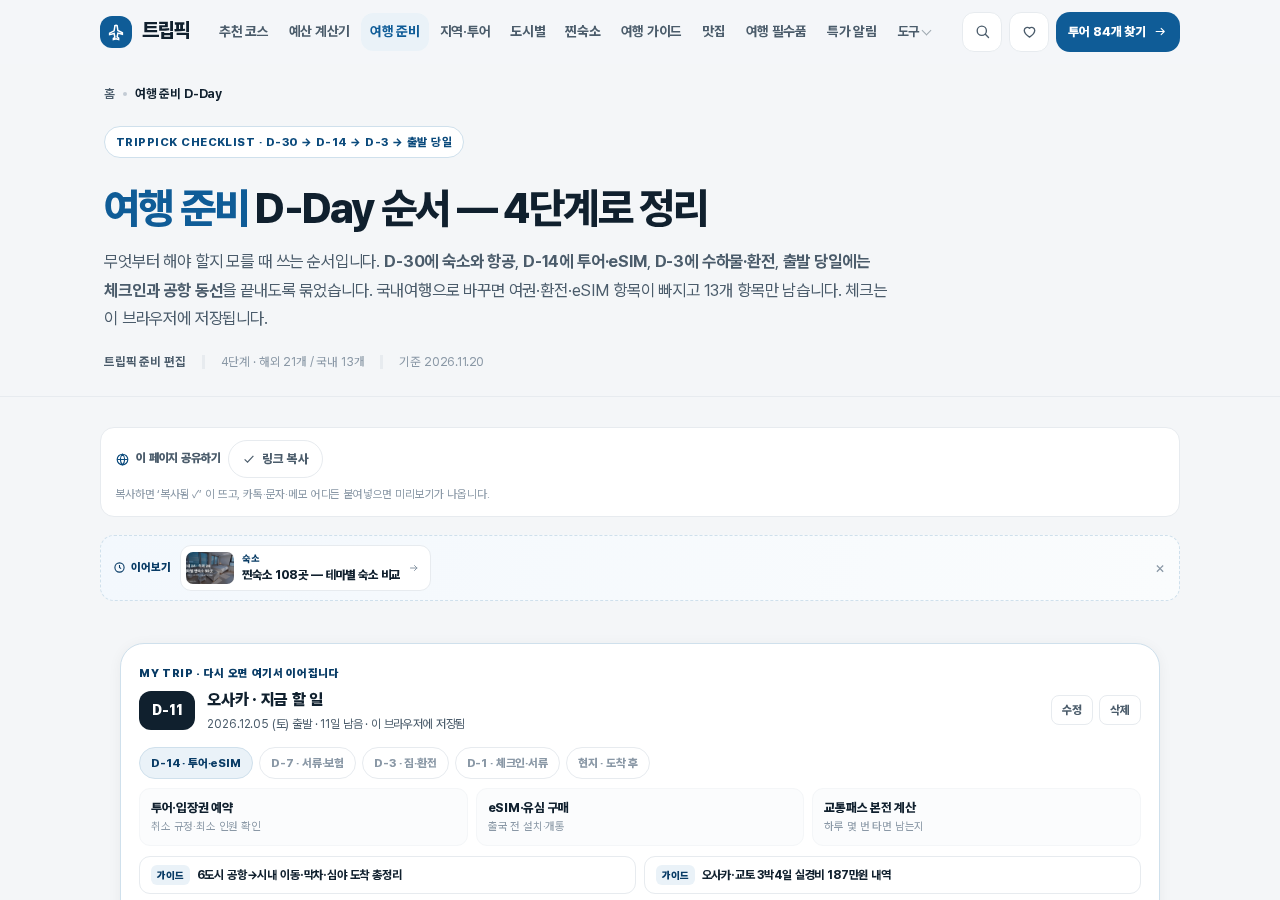 트립픽
추천 코스 예산 계산기 여행 준비 지역·투어 도시별 찐숙소 여행 가이드 맛집 여행 필수품 특가 알림 도구
투어 84개 찾기 →
홈 • 여행 준비 D-Day
TRIPPICK CHECKLIST · D-30 → D-14 → D-3 → 출발 당일
여행 준비 D-Day 순서 — 4단계로 정리
무엇부터 해야 할지 모를 때 쓰는 순서입니다. D-30에 숙소와 항공, D-14에 투어·eSIM, D-3에 수하물·환전, 출발 당일에는
체크인과 공항 동선을 끝내도록 묶었습니다. 국내여행으로 바꾸면 여권·환전·eSIM 항목이 빠지고 13개 항목만 남습니다. 체크는
이 브라우저에 저장됩니다.
트립픽 준비 편집 | 4단계 · 해외 21개 / 국내 13개 | 기준 2026.11.20
이 페이지 공유하기 링크 복사
복사하면 '복사됨 ✓' 이 뜨고, 카톡·문자·메모 어디든 붙여넣으면 미리보기가 나옵니다.
이어보기
숙소
찐숙소 108곳 — 테마별 숙소 비교 →
×
MY TRIP · 다시 오면 여기서 이어집니다
D-11
오사카 · 지금 할 일
2026.12.05 (토) 출발 · 11일 남음 · 이 브라우저에 저장됨
수정 삭제
D-14 · 투어·eSIM D-7 · 서류·보험 D-3 · 짐·환전 D-1 · 체크인·서류 현지 · 도착 후
투어·입장권 예약
취소 규정·최소 인원 확인
eSIM·유심 구매
출국 전 설치·개통
교통패스 본전 계산
하루 몇 번 타면 남는지
가이드 6도시 공항→시내 이동·막차·심야 도착 총정리
가이드 오사카·교토 3박4일 실경비 187만원 내역